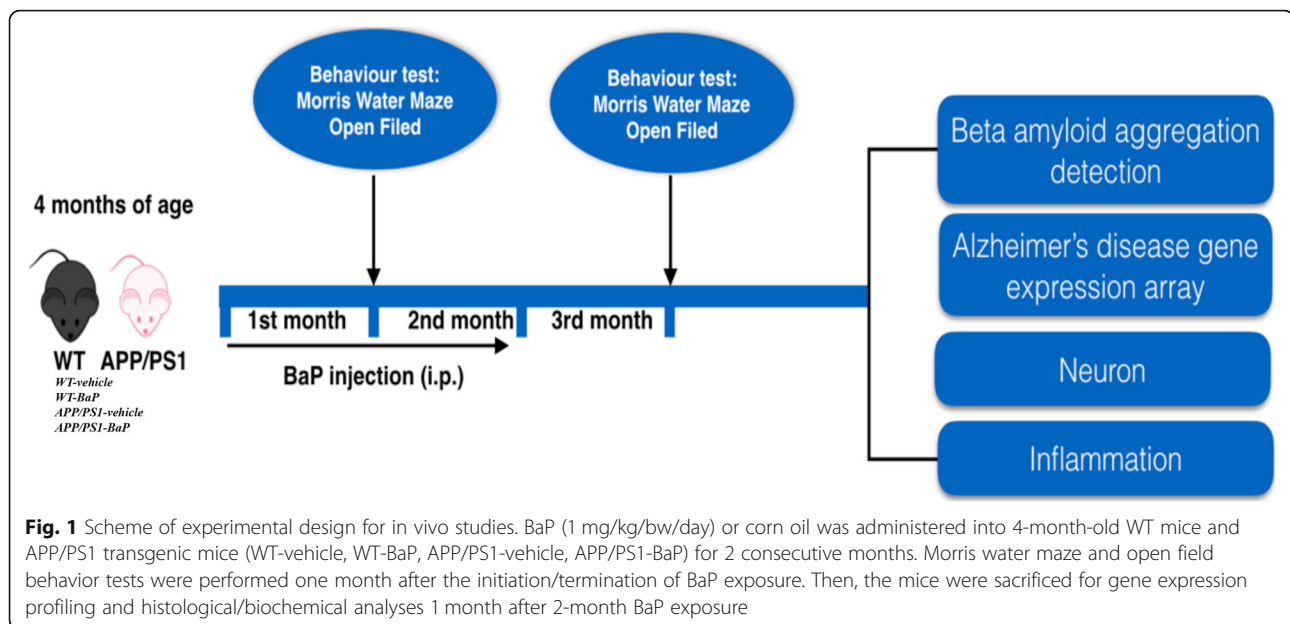 Behaviour test:
Morris Water Maze
Open Filed
Behaviour test:
Morris Water Maze
Open Filed
4 months of age
WT APP/PS1
WT-vehicle
WT-BaP
APP/PS1-vehicle
APP/PS1-BaP
1st month
2nd month
3rd month
BaP injection (i.p.)
Beta amyloid aggregation
detection
Alzheimer's disease gene
expression array
Neuron
Inflammation
Fig. 1 Scheme of experimental design for in vivo studies. BaP (1 mg/kg/bw/day) or corn oil was administered into 4-month-old WT mice and
APP/PS1 transgenic mice (WT-vehicle, WT-BaP, APP/PS1-vehicle, APP/PS1-BaP) for 2 consecutive months. Morris water maze and open field
behavior tests were performed one month after the initiation/termination of BaP exposure. Then, the mice were sacrificed for gene expression
profiling and histological/biochemical analyses 1 month after 2-month BaP exposure